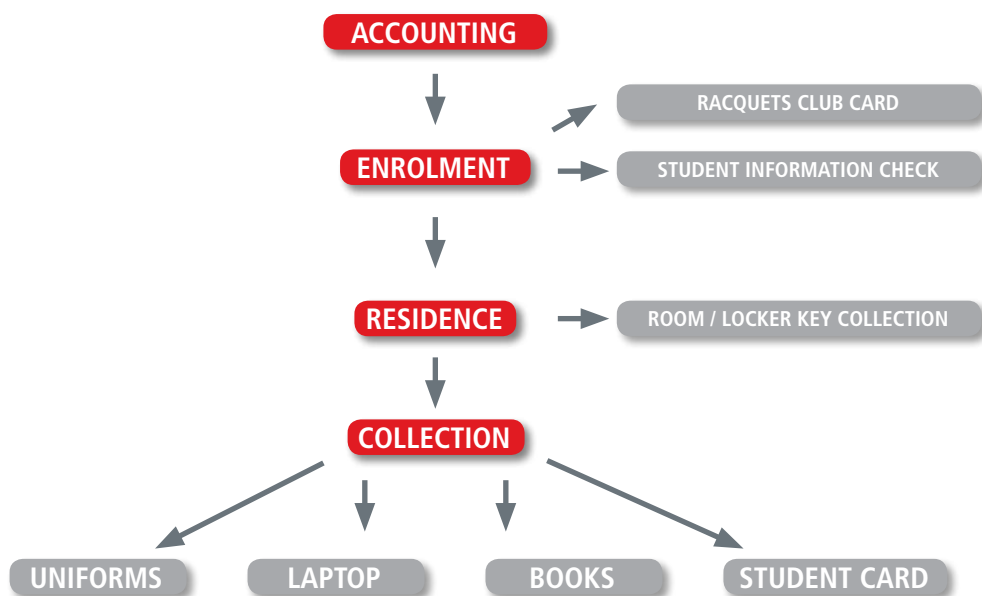 ACCOUNTING
RACQUETS CLUB CARD
ENROLMENT
STUDENT INFORMATION CHECK
RESIDENCE
ROOM / LOCKER KEY COLLECTION
COLLECTION
UNIFORMS
LAPTOP
BOOKS
STUDENT CARD